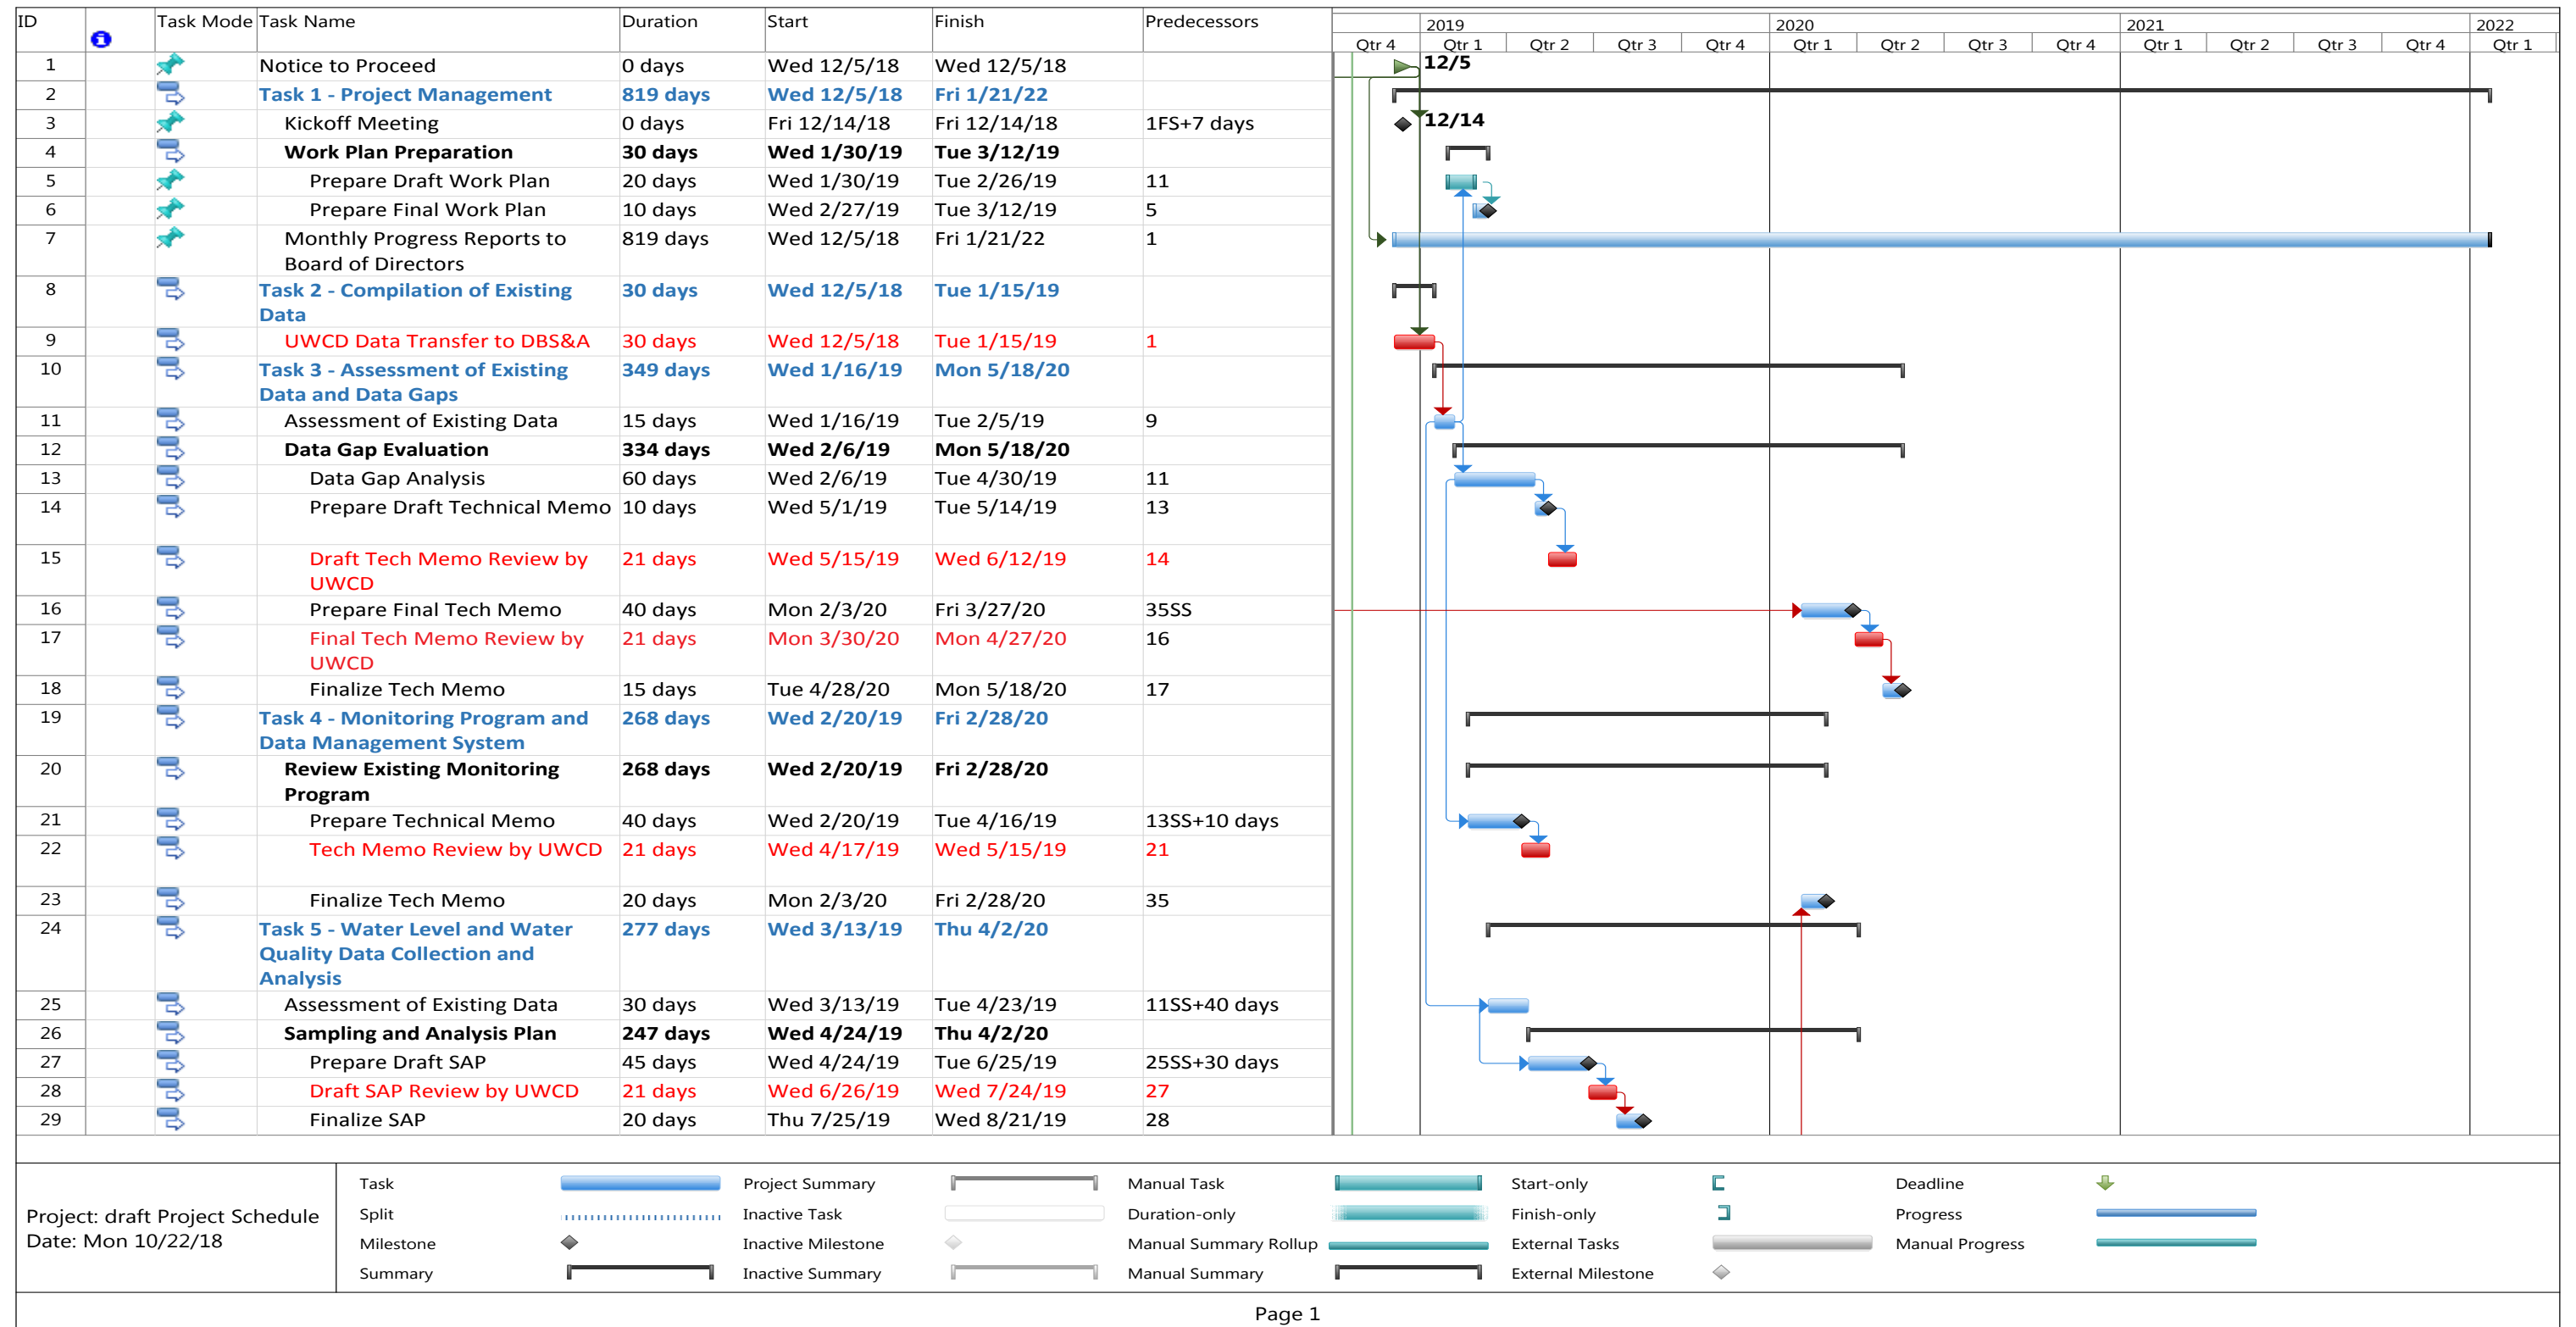 ID Task Mode Task Name Duration Start Finish Predecessors
2019 2020 2021 2022
Qtr 4 Qtr 1 Qtr 2 Qtr 3 Qtr 4 Qtr 1 Qtr 2 Qtr 3 Qtr 4 Qtr 1 Qtr 2 Qtr 3 Qtr 4 Qtr 1
1 Notice to Proceed 0 days Wed 12/5/18 Wed 12/5/18 12/5
2 Task 1 - Project Management 819 days Wed 12/5/18 Fri 1/21/22
3 Kickoff Meeting 0 days Fri 12/14/18 Fri 12/14/18 1FS+7 days 12/14
4 Work Plan Preparation 30 days Wed 1/30/19 Tue 3/12/19
5 Prepare Draft Work Plan 20 days Wed 1/30/19 Tue 2/26/19 11
6 Prepare Final Work Plan 10 days Wed 2/27/19 Tue 3/12/19 5
7 Monthly Progress Reports to 819 days Wed 12/5/18 Fri 1/21/22 1
Board of Directors
8 Task 2 - Compilation of Existing 30 days Wed 12/5/18 Tue 1/15/19
Data
9 UWCD Data Transfer to DBS&A 30 days Wed 12/5/18 Tue 1/15/19 1
10 Task 3 - Assessment of Existing 349 days Wed 1/16/19 Mon 5/18/20
Data and Data Gaps
11 Assessment of Existing Data 15 days Wed 1/16/19 Tue 2/5/19 9
12 Data Gap Evaluation 334 days Wed 2/6/19 Mon 5/18/20
13 Data Gap Analysis 60 days Wed 2/6/19 Tue 4/30/19 11
14 Prepare Draft Technical Memo 10 days Wed 5/1/19 Tue 5/14/19 13
15 Draft Tech Memo Review by 21 days Wed 5/15/19 Wed 6/12/19 14
UWCD
16 Prepare Final Tech Memo 40 days Mon 2/3/20 Fri 3/27/20 35SS
17 Final Tech Memo Review by 21 days Mon 3/30/20 Mon 4/27/20 16
UWCD
18 Finalize Tech Memo 15 days Tue 4/28/20 Mon 5/18/20 17
19 Task 4 - Monitoring Program and 268 days Wed 2/20/19 Fri 2/28/20
Data Management System
20 Review Existing Monitoring 268 days Wed 2/20/19 Fri 2/28/20
Program
21 Prepare Technical Memo 40 days Wed 2/20/19 Tue 4/16/19 13SS+10 days
22 Tech Memo Review by UWCD 21 days Wed 4/17/19 Wed 5/15/19 21
23 Finalize Tech Memo 20 days Mon 2/3/20 Fri 2/28/20 35
24 Task 5 - Water Level and Water 277 days Wed 3/13/19 Thu 4/2/20
Quality Data Collection and
Analysis
25 Assessment of Existing Data 30 days Wed 3/13/19 Tue 4/23/19 11SS+40 days
26 Sampling and Analysis Plan 247 days Wed 4/24/19 Thu 4/2/20
27 Prepare Draft SAP 45 days Wed 4/24/19 Tue 6/25/19 25SS+30 days
28 Draft SAP Review by UWCD 21 days Wed 6/26/19 Wed 7/24/19 27
29 Finalize SAP 20 days Thu 7/25/19 Wed 8/21/19 28
Project: draft Project Schedule
Date: Mon 10/22/18
Task Project Summary Manual Task Start-only Deadline
Split Inactive Task Duration-only Finish-only Progress
Milestone Inactive Milestone Manual Summary Rollup External Tasks Manual Progress
Summary Inactive Summary Manual Summary External Milestone
Page 1